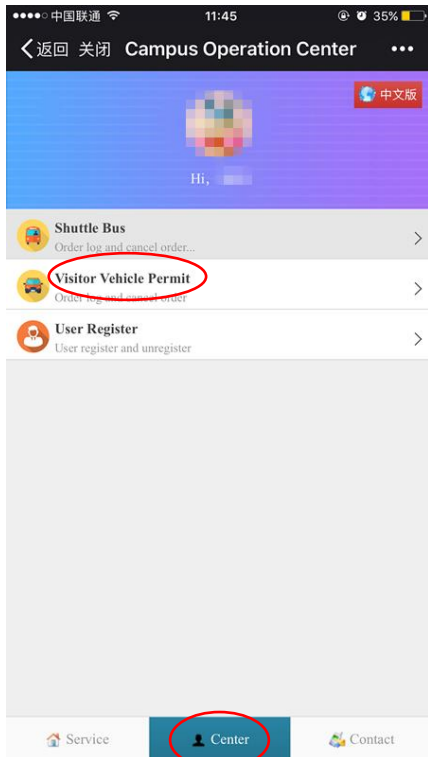 中国联通 11:45 35%
返回 关闭 Campus Operation Center
中文版
Hi,
Shuttle Bus
Order log and cancel order...
Visitor Vehicle Permit
Order log and cancel order
User Register
User register and unregister
Service Center Contact